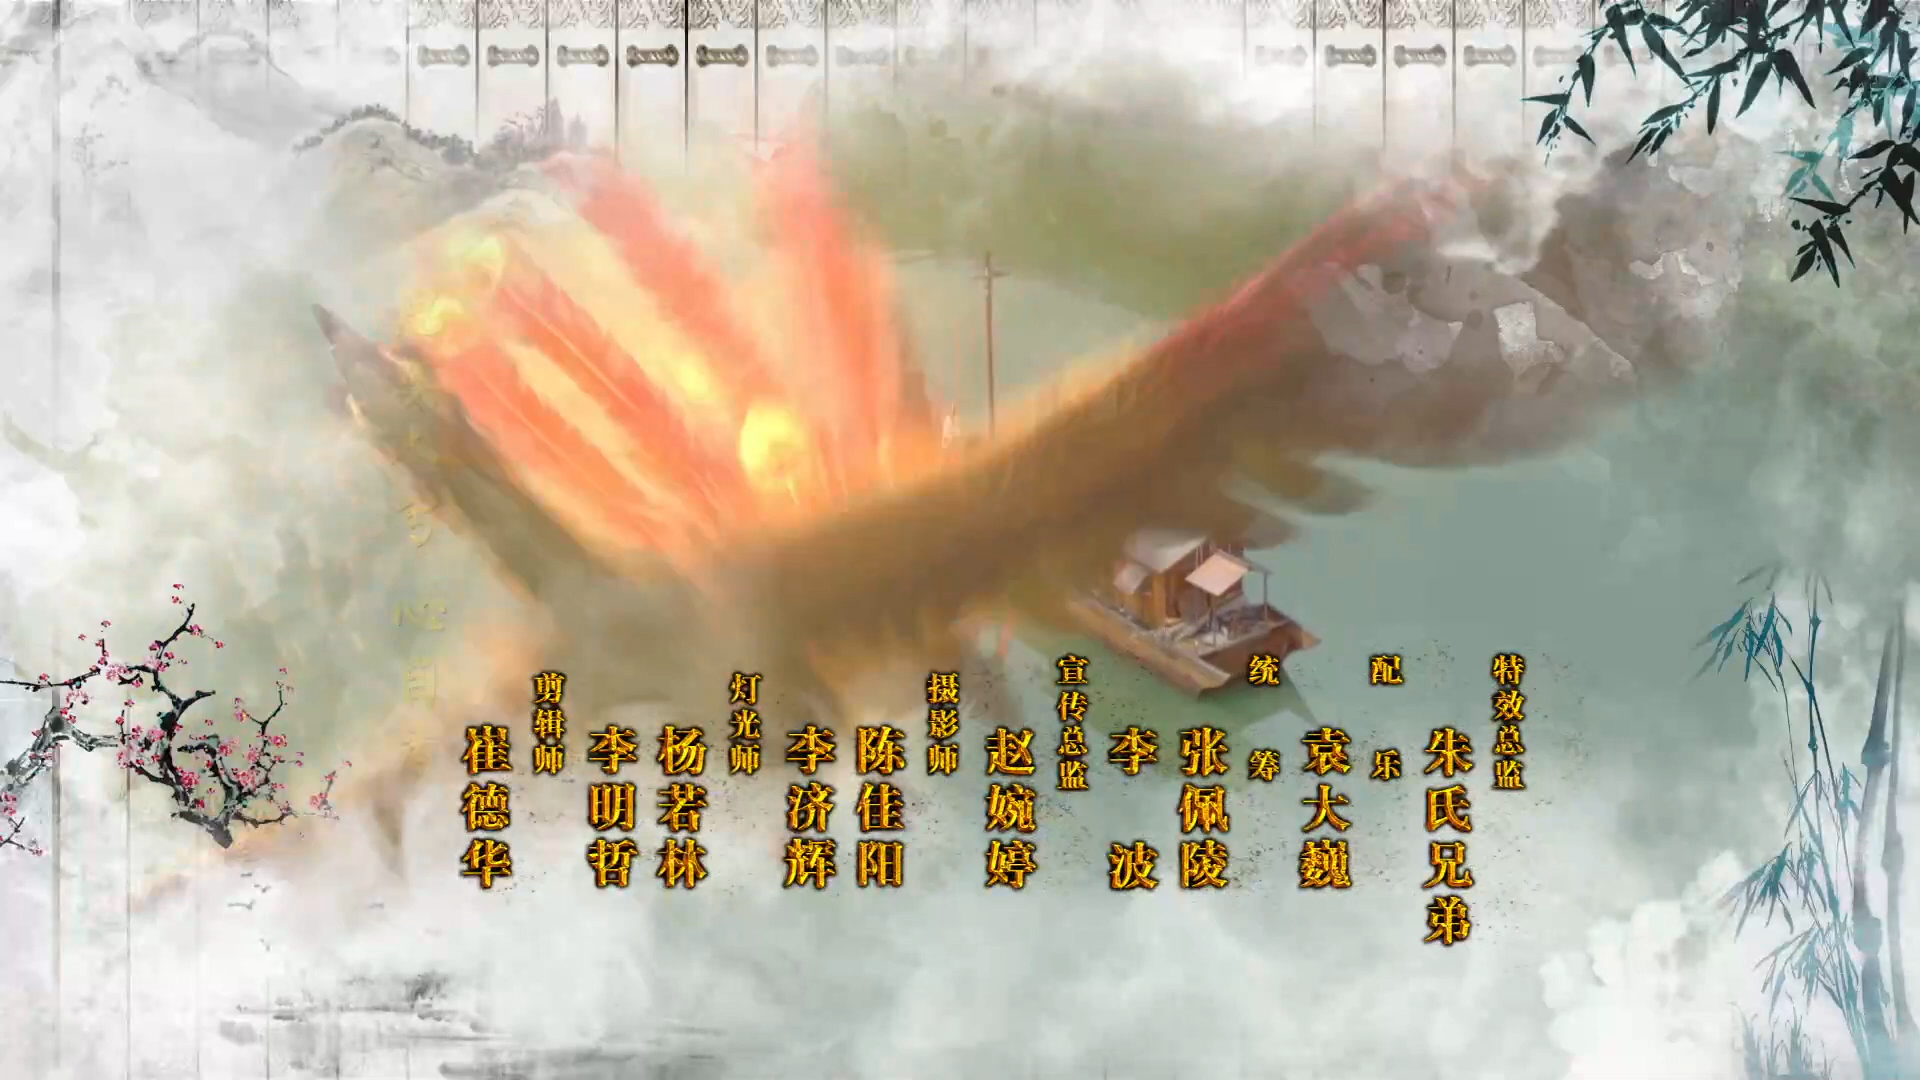 特效总监
朱氏兄弟
配乐
袁大巍
统筹
张佩陵
李波
宣传总监
赵婉婷
摄影师
陈佳阳
李济辉
灯光师
杨若林
李明哲
剪辑师
崔德华